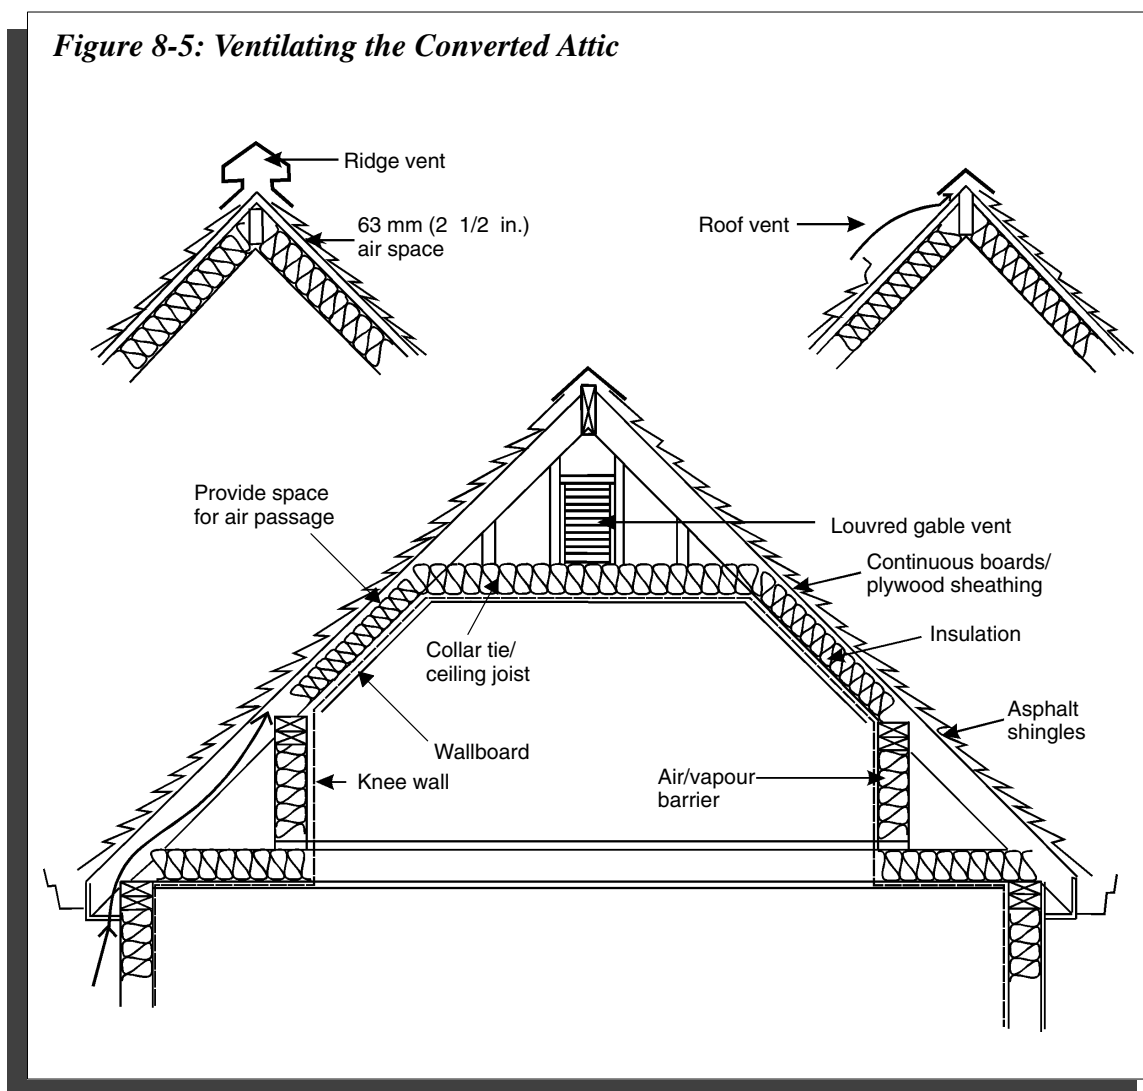 Figure 8-5: Ventilating the Converted Attic
Ridge vent
63 mm (2 1/2 in.)
air space
Roof vent
Provide space
for air passage
Louvred gable vent
Continuous boards/
plywood sheathing
Collar tie/
ceiling joist
Insulation
Asphalt
shingles
Wallboard
Knee wall
Air/vapour
barrier